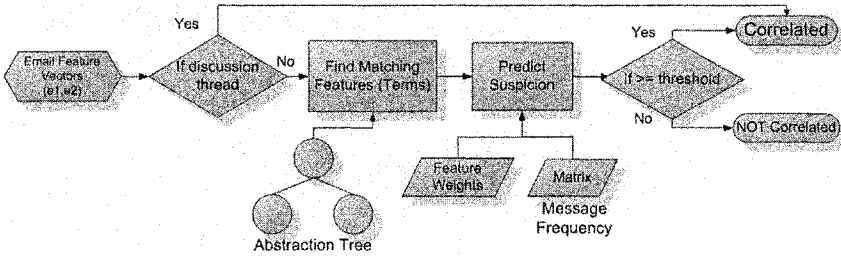 Yes
Email Feature
Vectors
(e1,e2)
If discussion
thread
No
Find Matching
Features (Terms)
Predict
Suspicion
If >= threshold
Yes
Correlated
No
NOT Correlated
Abstraction Tree
Feature
Weights
Matrix
Message
Frequency